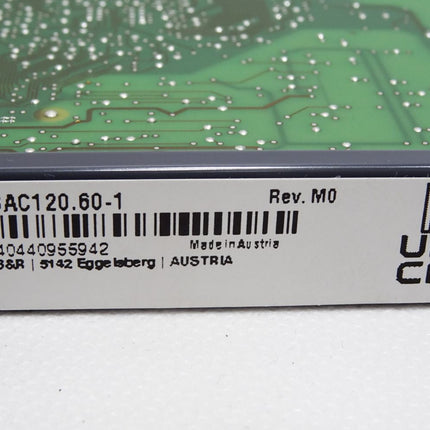 AC120.60-1 Rev. M0
40440955942 Made in Austria
B&R | 5142 Eggelsberg | AUSTRIA
U
C